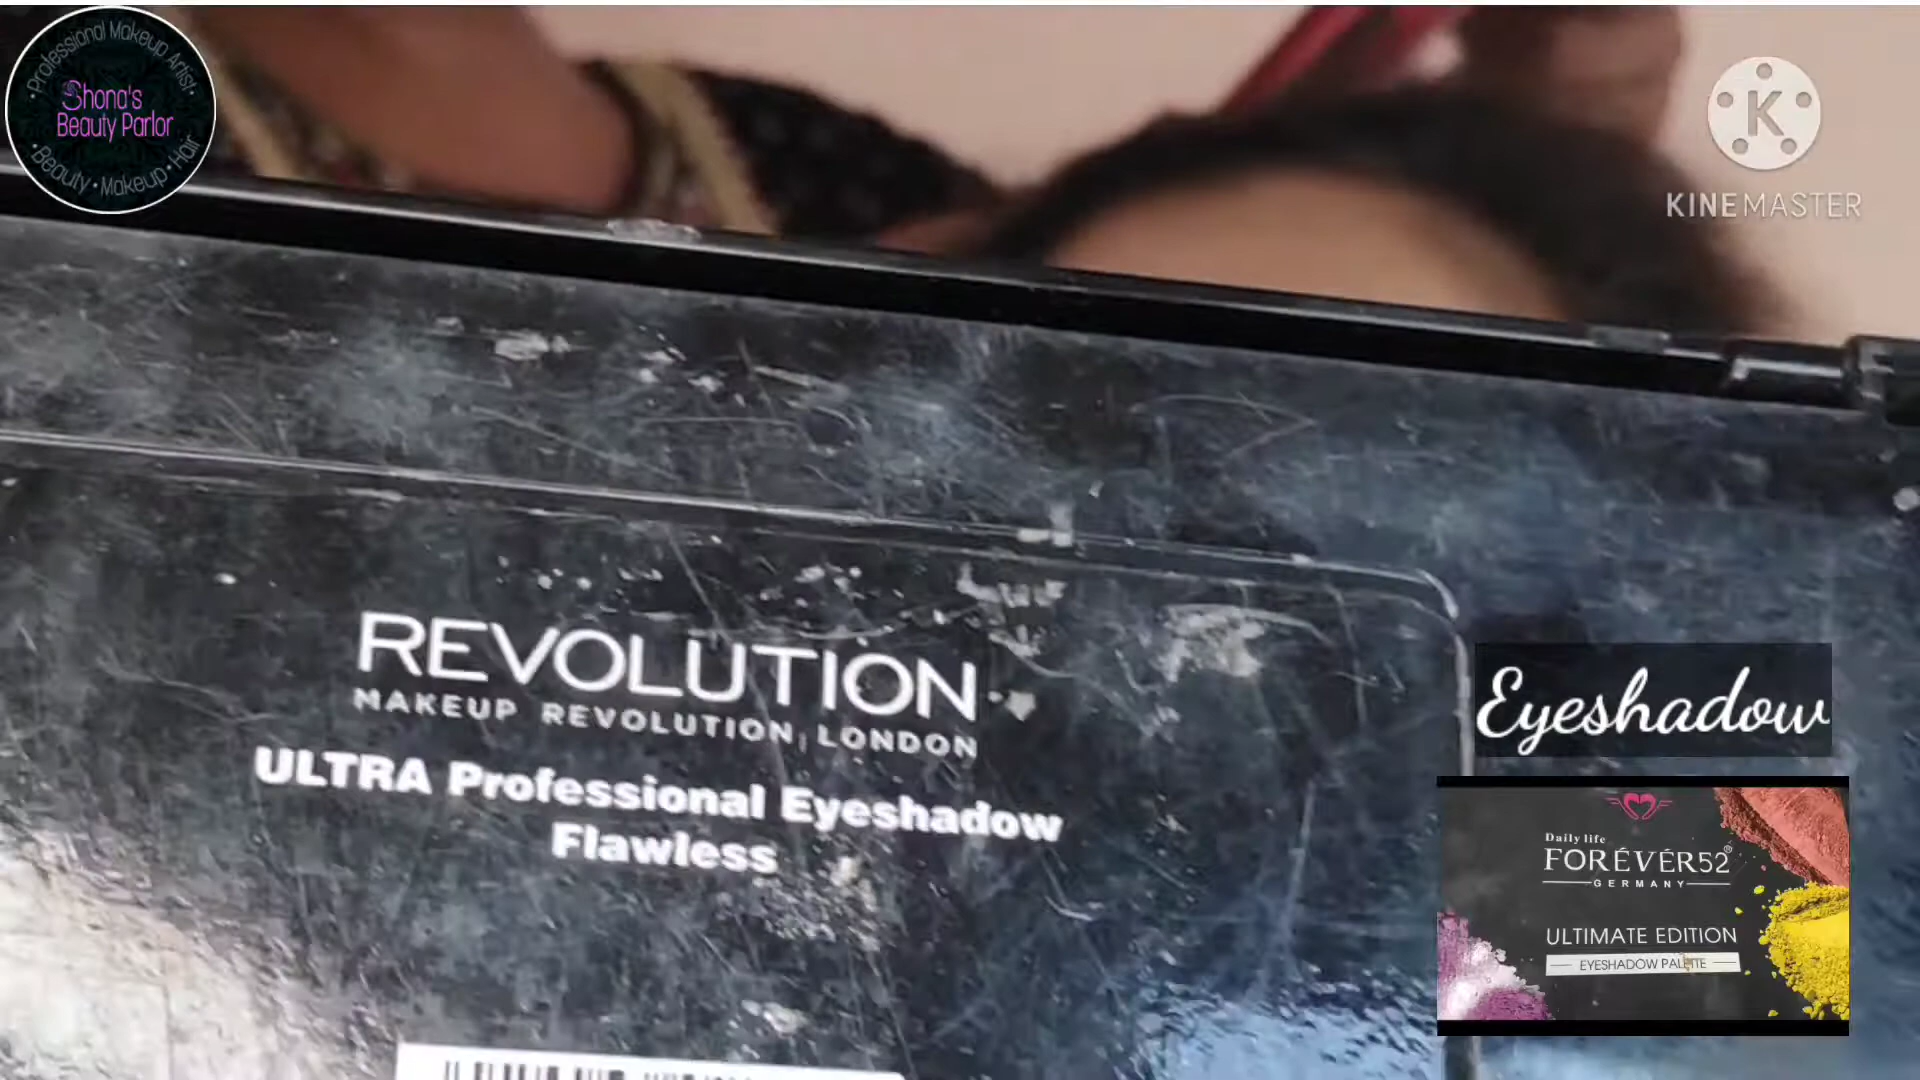 • Professional Makeup Artist •
Shona's
Beauty Parlor
• Beauty • Makeup • Hair
K
KINEMASTER
REVOLUTION
MAKEUP REVOLUTION, LONDON
ULTRA Professional Eyeshadow
Flawless
Eyeshadow
Daily life
FORÉVÉR52®
GERMANY
ULTIMATE EDITION
EYESHADOW PALETTE